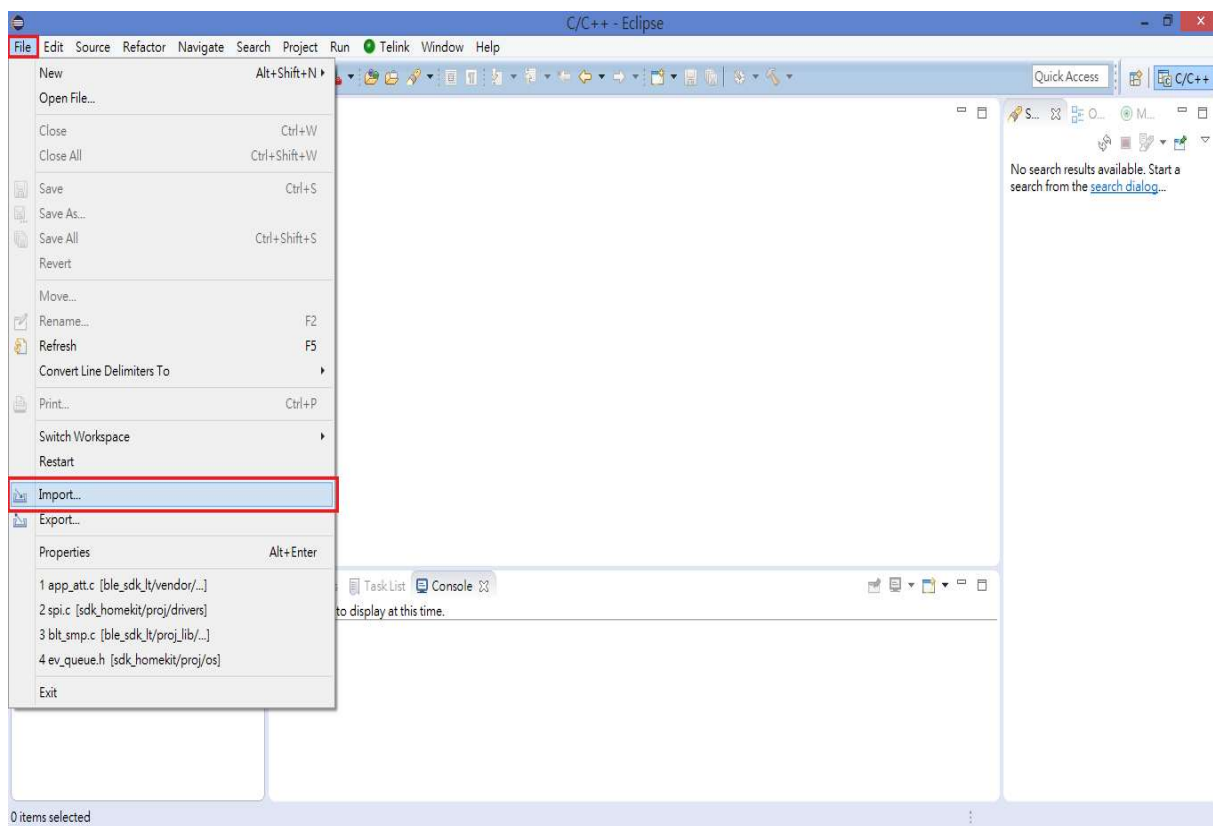 C/C++ - Eclipse
File Edit Source Refactor Navigate Search Project Run Telink Window Help
New Alt+Shift+N
Open File...
Close Ctrl+W
Close All Ctrl+Shift+W
Save Ctrl+S
Save As...
Save All Ctrl+Shift+S
Revert
Move...
Rename... F2
Refresh F5
Convert Line Delimiters To
Print... Ctrl+P
Switch Workspace
Restart
Import...
Export...
Properties Alt+Enter
1 app_att.c [ble_sdk_lt/vendor/...]
2 spi.c [sdk_homekit/proj/drivers]
3 blt_smp.c [ble_sdk_lt/proj_lib/...]
4 ev_queue.h [sdk_homekit/proj/os]
Exit
Quick Access C/C++
S... O... M...
No search results available. Start a
search from the search dialog...
Task List Console
to display at this time.
0 items selected